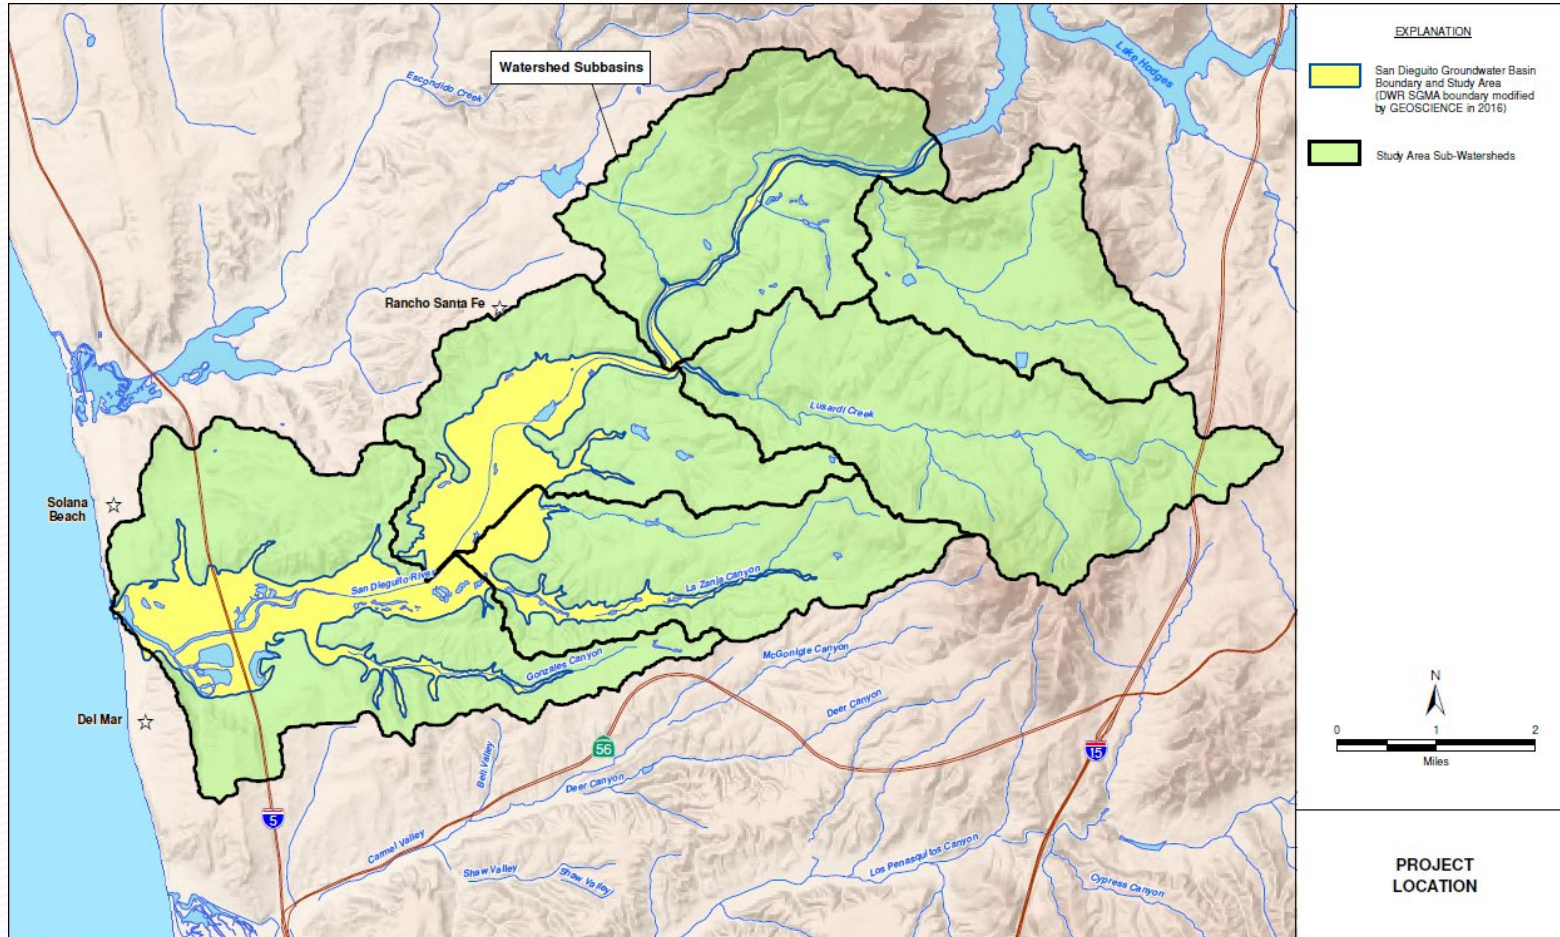 Watershed Subbasins
Escondido Creek
Lake Hodges
Rancho Santa Fe
Lusardi Creek
Solana
Beach
San Dieguito River
La Zanja Canyon
Gonzales Canyon
McGonigle Canyon
Del Mar
Deer Canyon
56
Bell Valley
Deer Canyon
15
5
Carmel Valley
Shaw Valley
Shaw Valley
Los Penasquitos Canyon
Cypress Canyon
EXPLANATION
San Dieguito Groundwater Basin
Boundary and Study Area
(DWR SGMA boundary modified
by GEOSCIENCE in 2016)
Study Area Sub-Watersheds
N
0 1 2
Miles
PROJECT
LOCATION